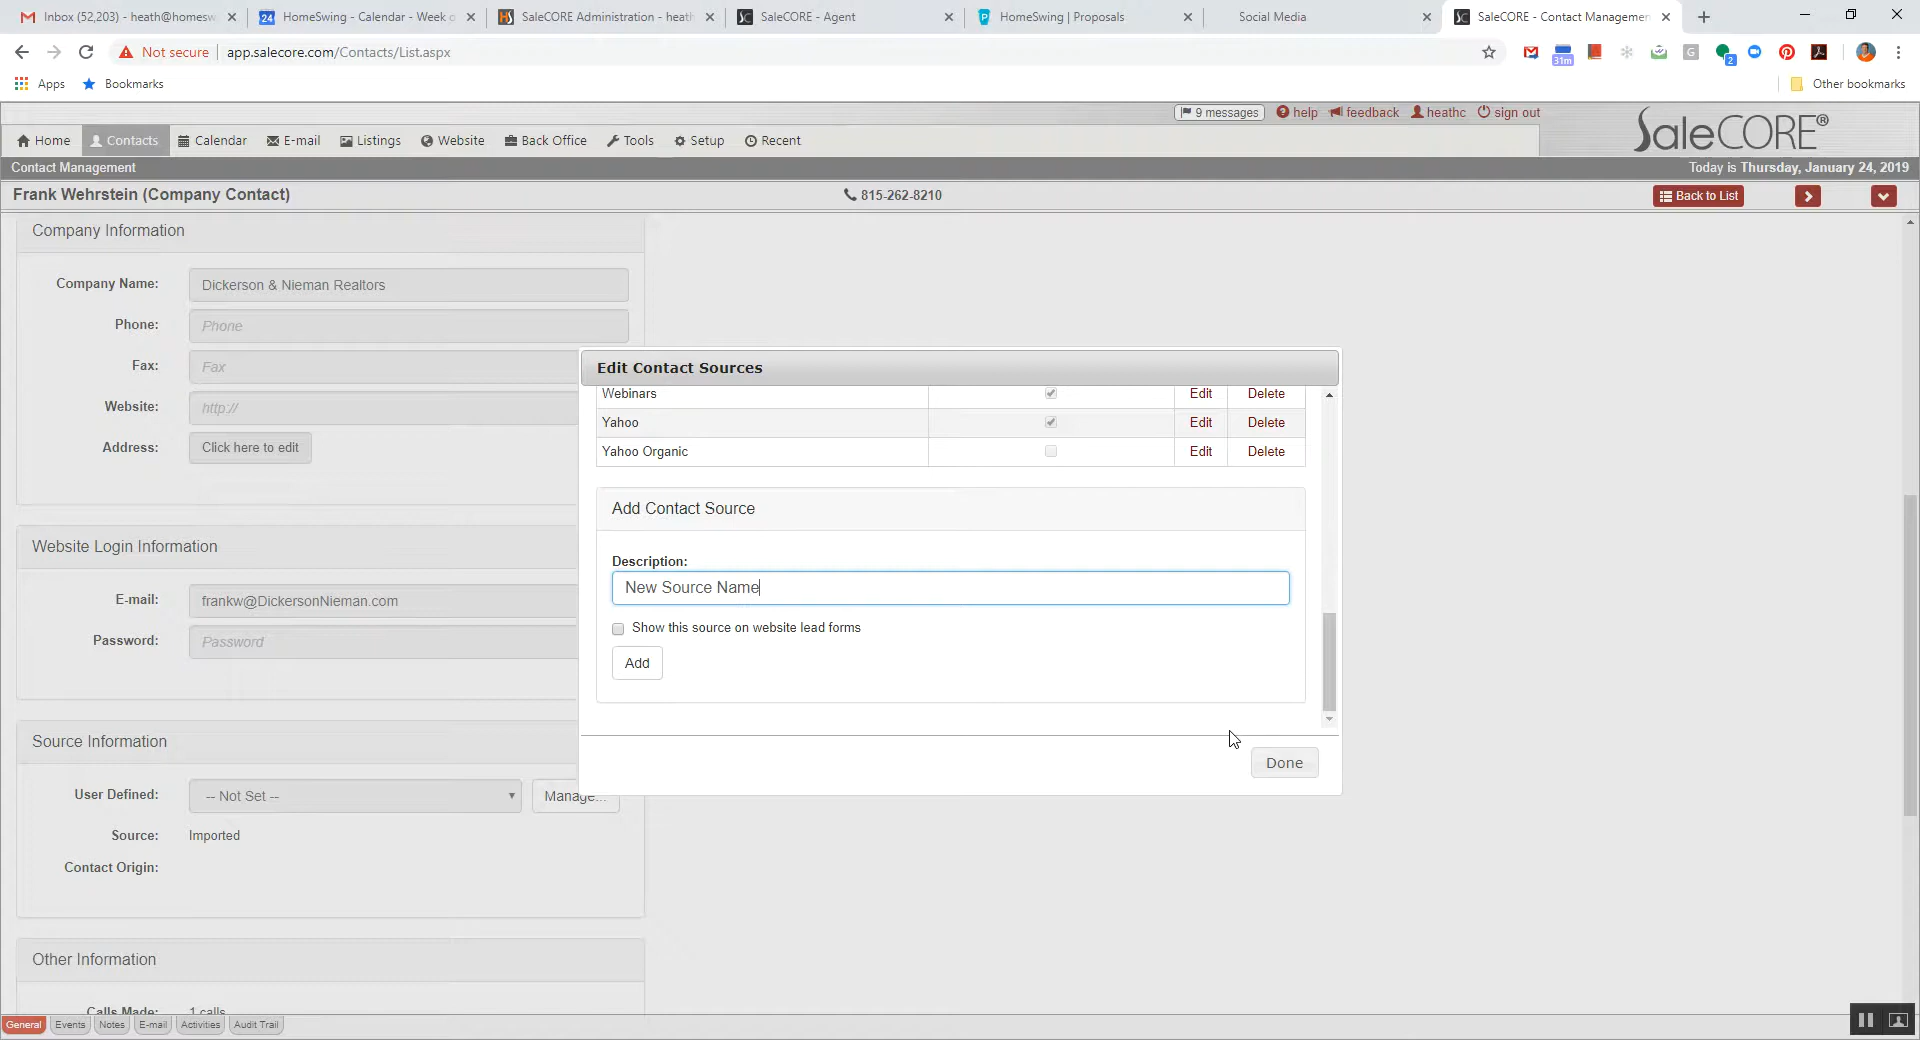 Inbox (52,203) - heath@homesw
HomeSwing - Calendar - Week o
SaleCORE Administration - heath
SaleCORE - Agent
HomeSwing | Proposals
Social Media
SaleCORE - Contact Managemen
Not secure
app.salecore.com/Contacts/List.aspx
31m
2
Apps
Bookmarks
Other bookmarks
9 messages
help
feedback
heathc
sign out
Home
Contacts
Calendar
E-mail
Listings
Website
Back Office
Tools
Setup
Recent
SaleCORE®
Contact Management
Today is Thursday, January 24, 2019
Frank Wehrstein (Company Contact)
815-262-8210
Back to List
Company Information
Company Name:
Dickerson & Nieman Realtors
Phone:
Phone
Fax:
Fax
Website:
http://
Address:
Click here to edit
Website Login Information
E-mail:
frankw@DickersonNieman.com
Password:
Password
Source Information
User Defined:
-- Not Set --
Manage...
Source:
Imported
Contact Origin:
Other Information
Calls Made:
1 calls
General
Events
Notes
E-mail
Activities
Audit Trail
Edit Contact Sources
Webinars
Edit
Delete
Yahoo
Edit
Delete
Yahoo Organic
Edit
Delete
Add Contact Source
Description:
New Source Name
Show this source on website lead forms
Add
Done